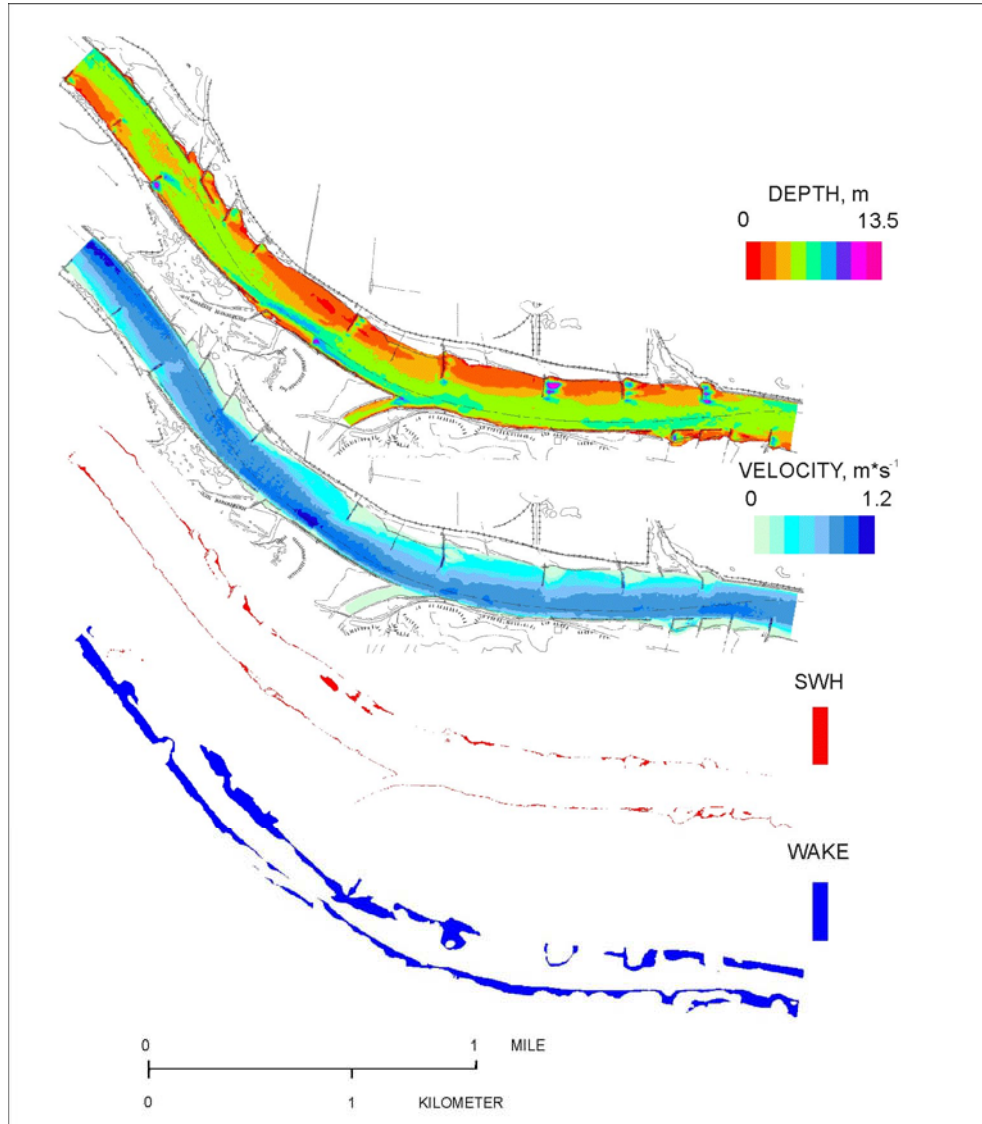 DEPTH, m
0 13.5
VELOCITY, m*s⁻¹
0 1.2
SWH
WAKE
0 1 MILE
0 1 KILOMETER